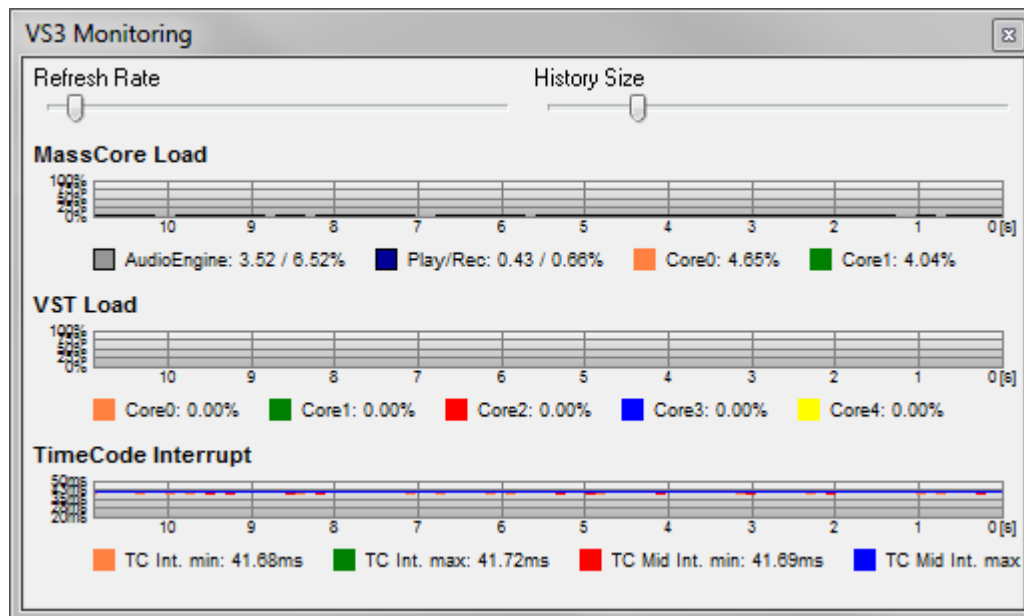 VS3 Monitoring
Refresh Rate History Size
MassCore Load
100%
0%
10 9 8 7 6 5 4 3 2 1 0 [s]
AudioEngine: 3.52 / 6.52% Play/Rec: 0.43 / 0.66% Core0: 4.65% Core1: 4.04%
VST Load
100%
0%
10 9 8 7 6 5 4 3 2 1 0 [s]
Core0: 0.00% Core1: 0.00% Core2: 0.00% Core3: 0.00% Core4: 0.00%
TimeCode Interrupt
50ms
20ms
10 9 8 7 6 5 4 3 2 1 0 [s]
TC Int. min: 41.68ms TC Int. max: 41.72ms TC Mid Int. min: 41.69ms TC Mid Int. max